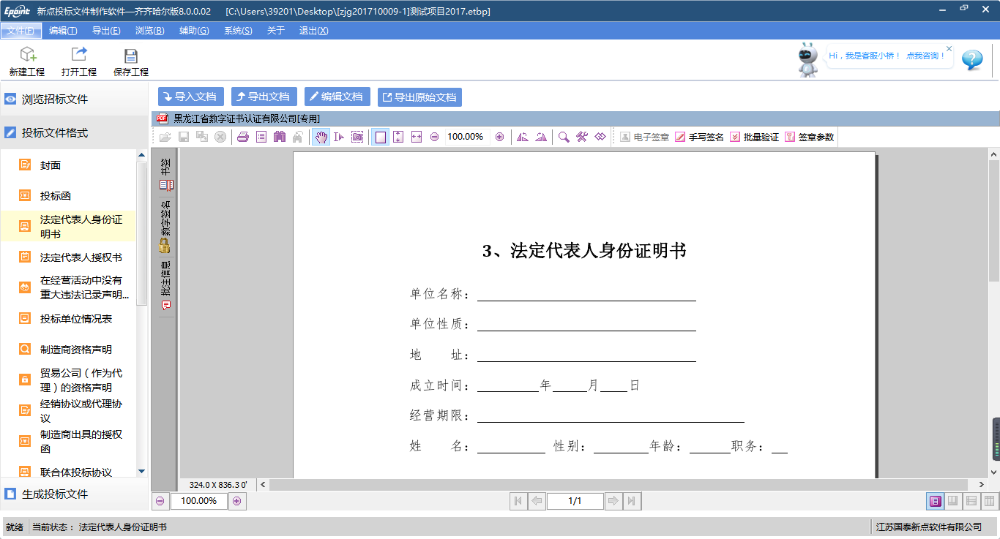 Epoint 新点投标文件制作软件—齐齐哈尔版8.0.0.02 [C:\Users\39201\Desktop\[zjg201710009-1]测试项目2017.etbp]
文件(F) 编辑(T) 导出(E) 浏览(B) 辅助(G) 系统(S) 关于 退出(X)
新建工程 打开工程 保存工程
Hi，我是客服小桥！ 点我咨询！
浏览招标文件
投标文件格式
封面
投标函
法定代表人身份证
明书
法定代表人授权书
在经营活动中没有
重大违法记录声明...
投标单位情况表
制造商资格声明
贸易公司（作为代
理）的资格声明
经销协议或代理协
议
制造商出具的授权
函
联合体投标协议
生成投标文件
导入文档 导出文档 编辑文档 导出原始文档
PDF 黑龙江省数字证书认证有限公司[专用]
100.00% 电子签章 手写签名 批量验证 签章参数
书签
数字签名
批注信息
3、法定代表人身份证明书
单位名称：
单位性质：
地 址：
成立时间： 年 月 日
经营期限：
姓 名： 性别： 年龄： 职务：
324.0 X 836.3 0'
100.00% 1/1
就绪 当前状态： 法定代表人身份证明书 江苏国泰新点软件有限公司